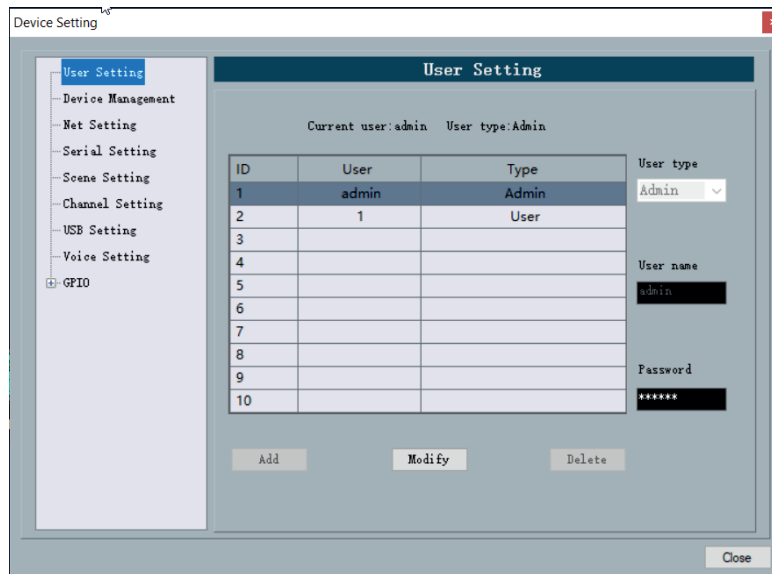 Device Setting
User Setting
Device Management
Net Setting
Serial Setting
Scene Setting
Channel Setting
USB Setting
Voice Setting
GPIO
User Setting
Current user:admin User type:Admin
ID User Type
1 admin Admin
2 1 User
3
4
5
6
7
8
9
10
User type
Admin
User name
admin
Password
******
Add Modify Delete
Close